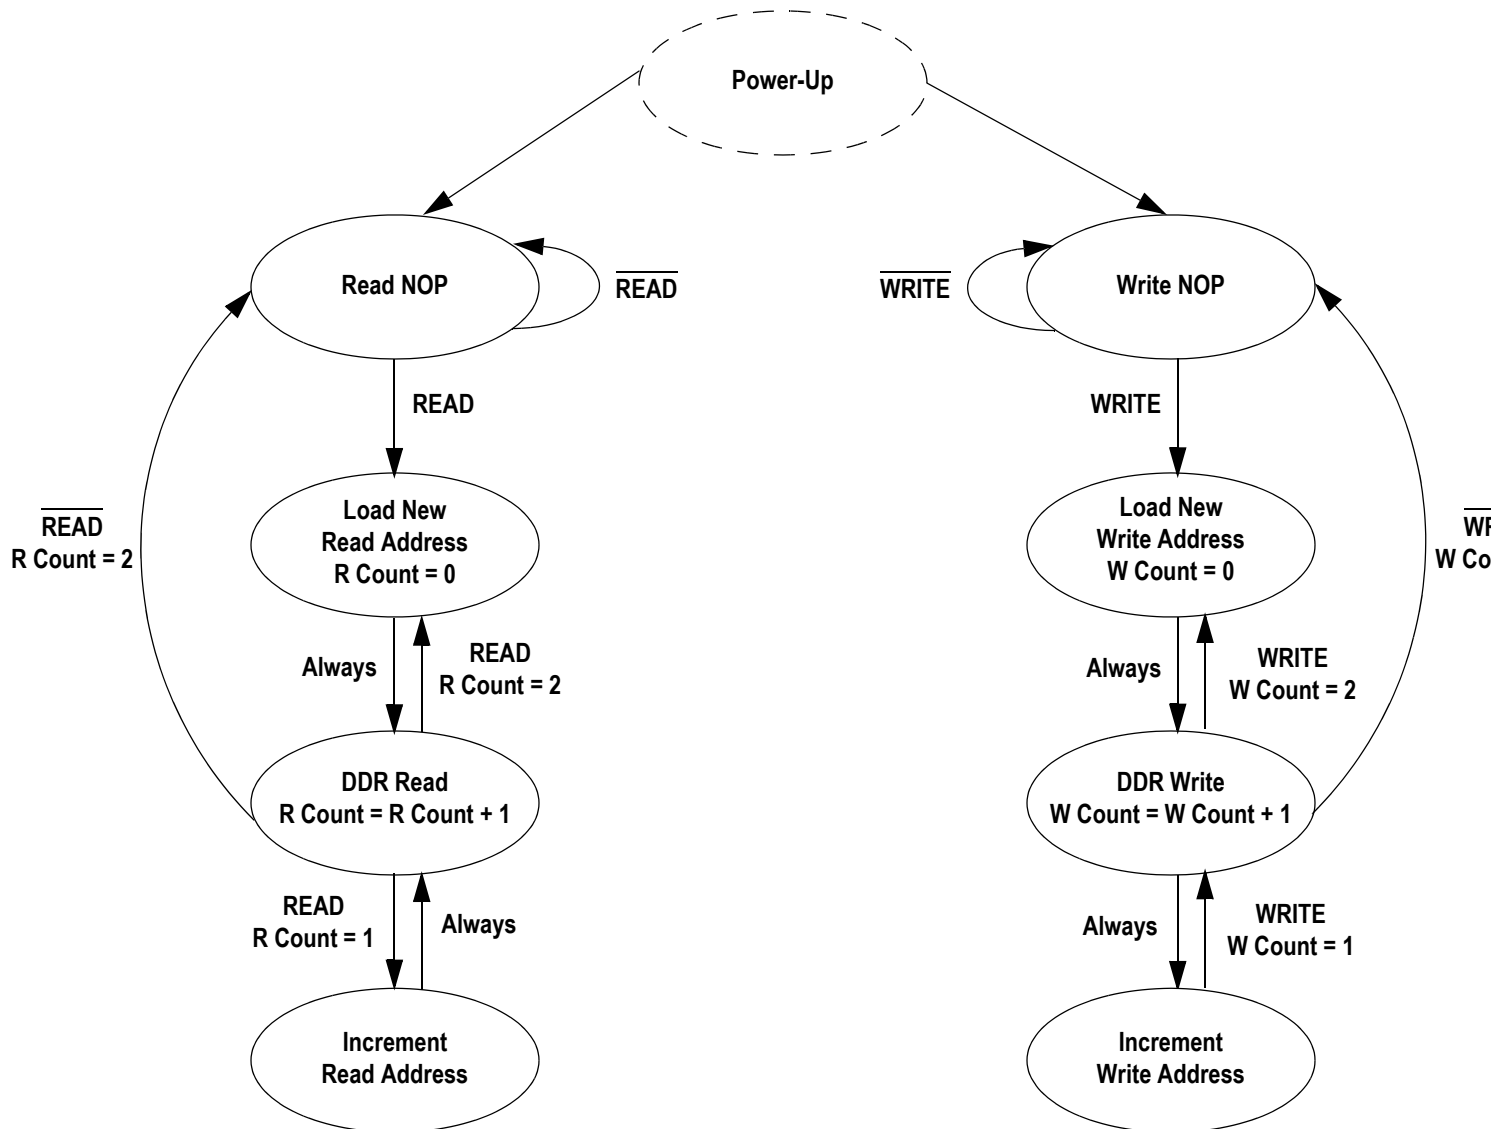 Power-Up
Read NOP
READ
WRITE
Write NOP
READ
WRITE
READ
R Count = 2
Load New
Read Address
R Count = 0
Load New
Write Address
W Count = 0
Always
READ
R Count = 2
Always
WRITE
W Count = 2
DDR Read
R Count = R Count + 1
DDR Write
W Count = W Count + 1
READ
R Count = 1
Always
Always
WRITE
W Count = 1
Increment
Read Address
Increment
Write Address